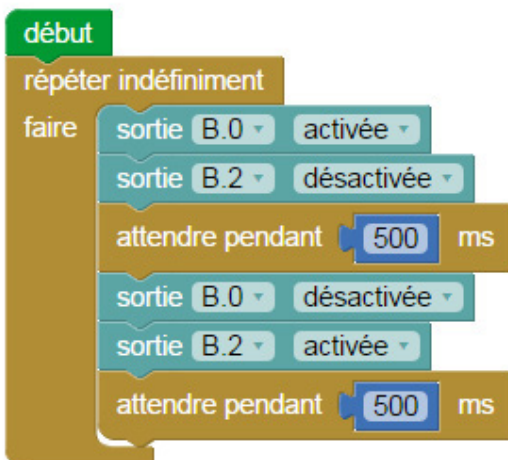 début
répéter indéfiniment
faire sortie B.0 activée
sortie B.2 désactivée
attendre pendant 500 ms
sortie B.0 désactivée
sortie B.2 activée
attendre pendant 500 ms